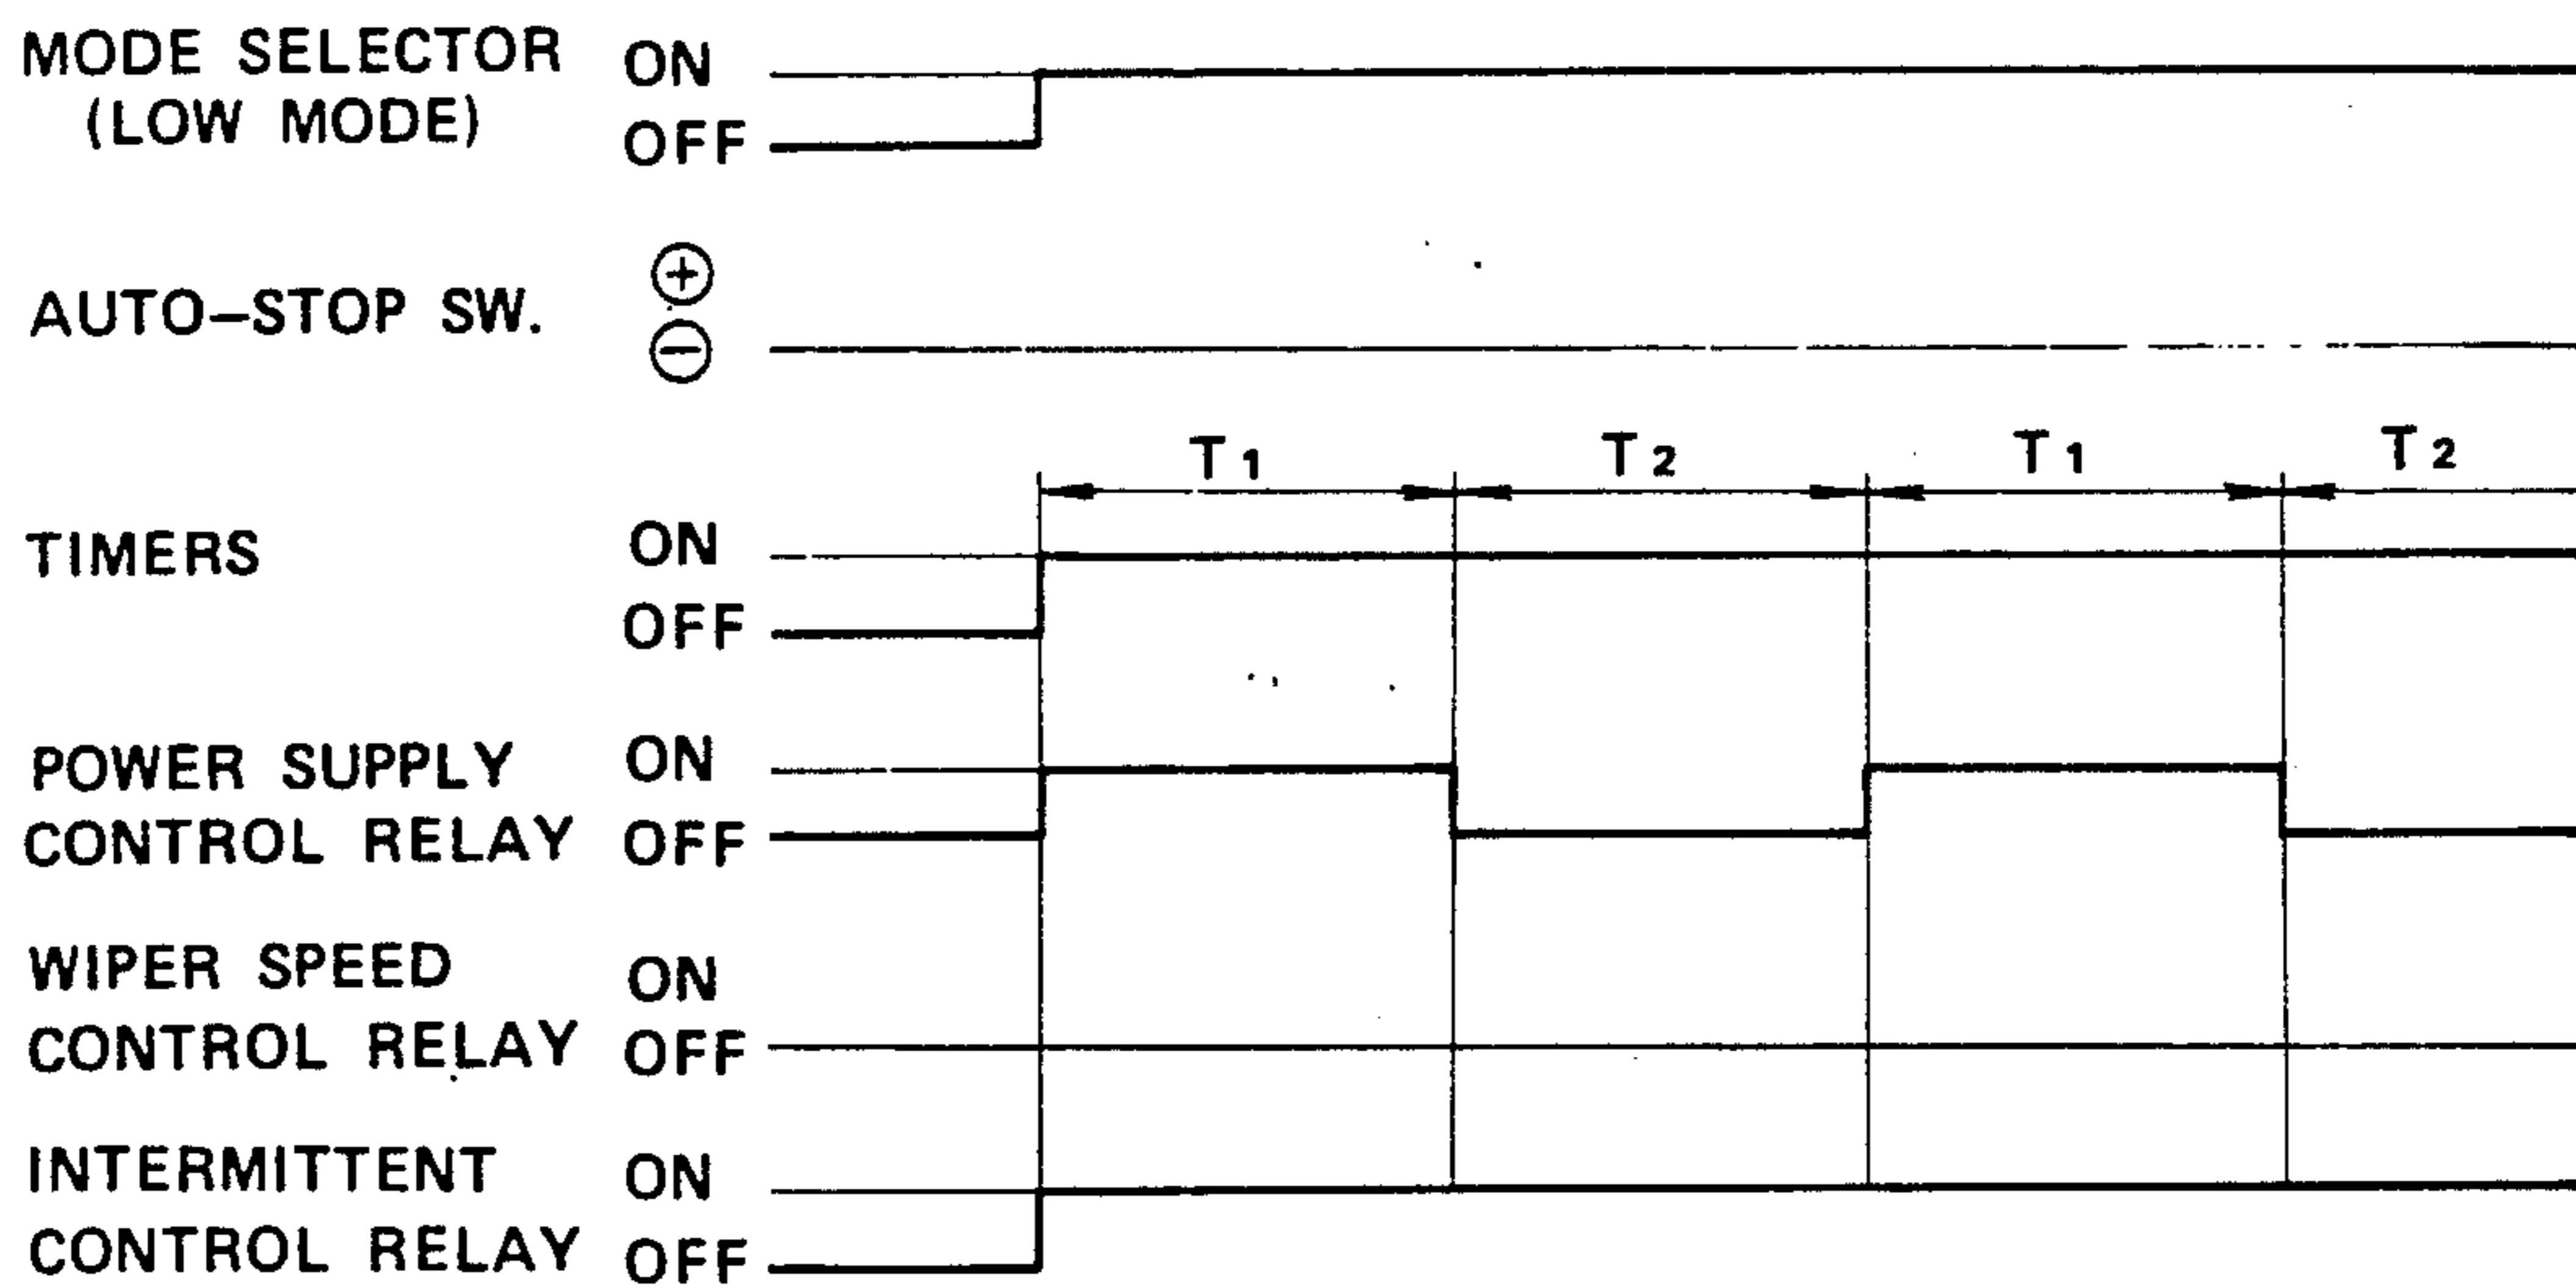 MODE SELECTOR ON
(LOW MODE) OFF
⊕
AUTO–STOP SW.
⊖
T1 T2 T1 T2
TIMERS ON
OFF
POWER SUPPLY ON
CONTROL RELAY OFF
WIPER SPEED ON
CONTROL RELAY OFF
INTERMITTENT ON
CONTROL RELAY OFF